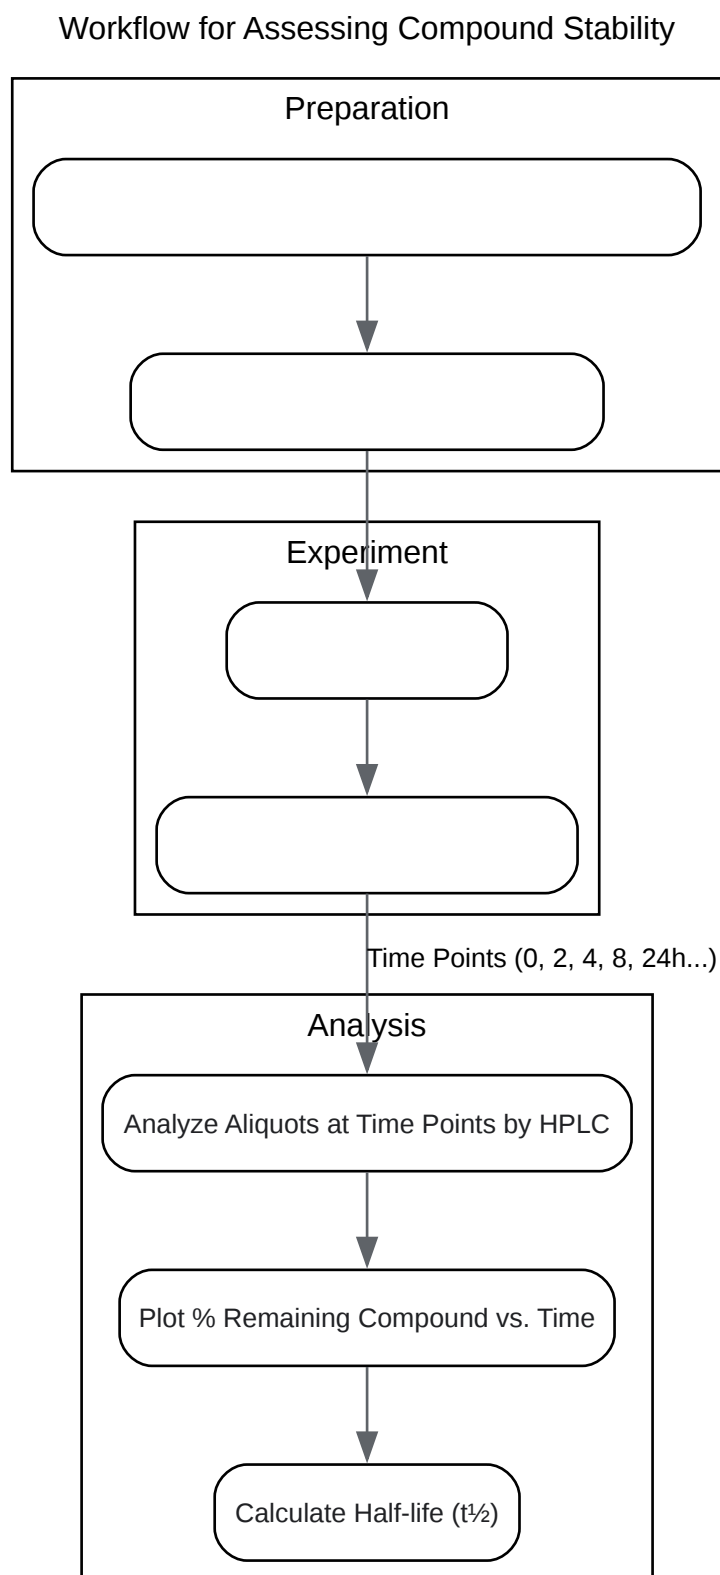 Workflow for Assessing Compound Stability
Preparation
Experiment
Time Points (0, 2, 4, 8, 24h...)
Analysis
Analyze Aliquots at Time Points by HPLC
Plot % Remaining Compound vs. Time
Calculate Half-life (t½)